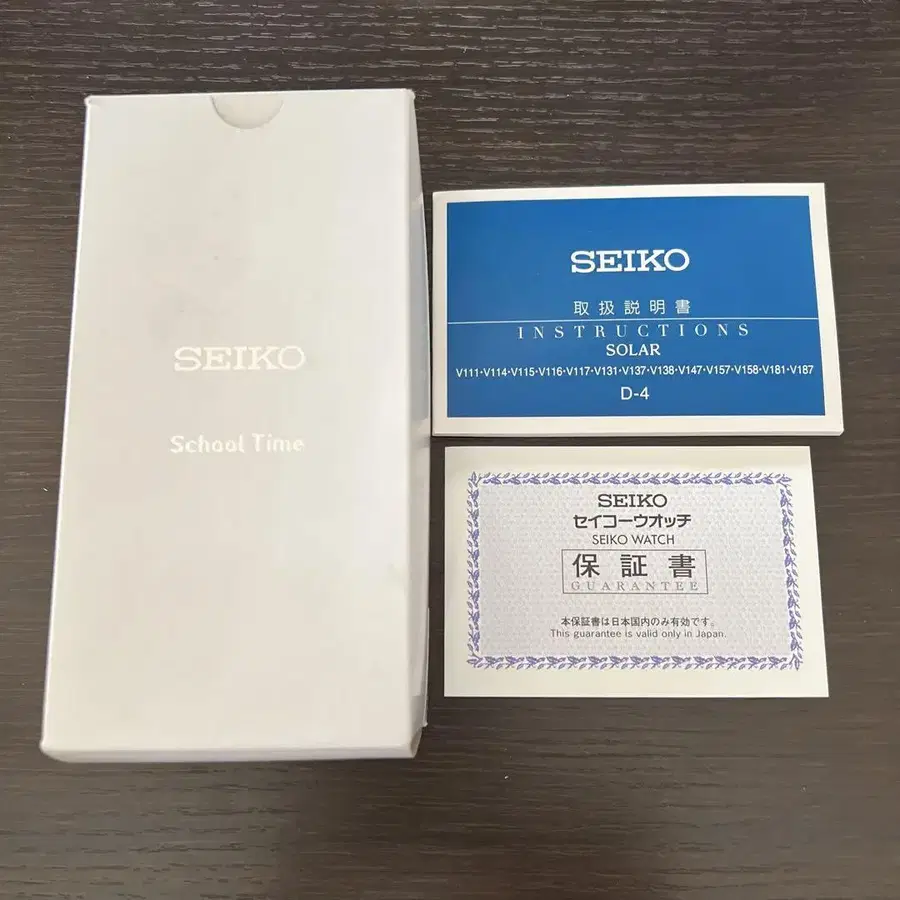 SEIKO
School Time
SEIKO
取扱説明書
INSTRUCTIONS
SOLAR
V111・V114・V115・V116・V117・V131・V137・V138・V147・V157・V158・V181・V187
D-4
SEIKO
セイコーウオッチ
SEIKO WATCH
保証書
GUARANTEE
本保証書は日本国内のみ有効です。
This guarantee is valid only in Japan.